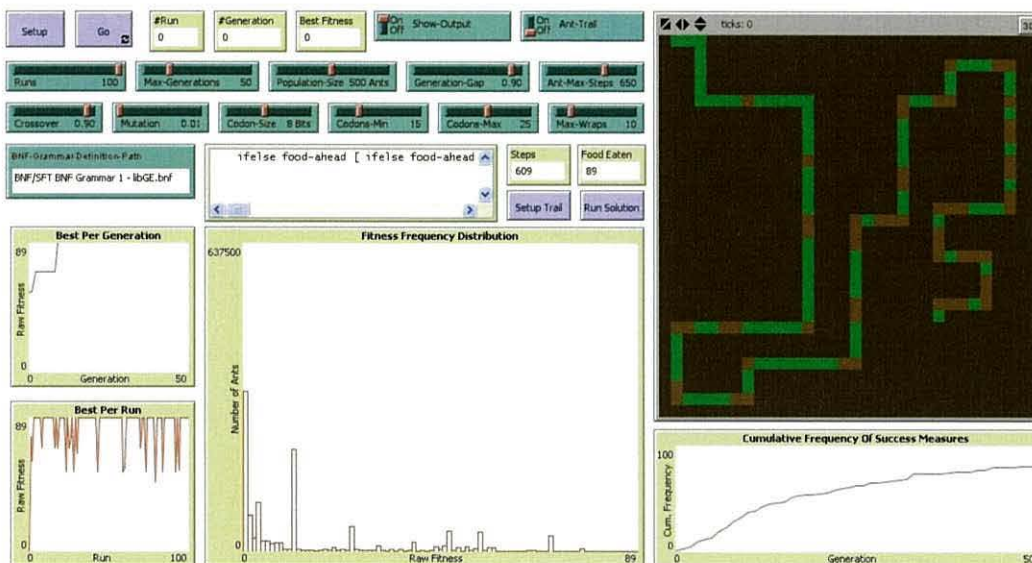 Setup
Go
#Run
0
#Generation
0
Best Fitness
0
On
Off
Show-Output
On
Off
Ant-Trail
ticks: 0
Runs 100
Max-Generations 50
Population-Size 500 Ants
Generation-Gap 0.90
Ant-Max-Steps 650
Crossover 0.90
Mutation 0.01
Codon-Size 8 Bits
Codons-Min 15
Codons-Max 25
Max-Wraps 10
BNF-Grammar-Definition-Path
BNF/SFT BNF Grammar 1 - libGE.bnf
ifelse food-ahead [ ifelse food-ahead
Steps
609
Food Eaten
89
Setup Trail
Run Solution
Best Per Generation
89
Raw Fitness
0
0
Generation
50
Best Per Run
89
Raw Fitness
0
0
Run
100
Fitness Frequency Distribution
637500
Number of Ants
0
0
Raw Fitness
89
Cumulative Frequency Of Success Measures
100
Cum. Frequency
0
0
Generation